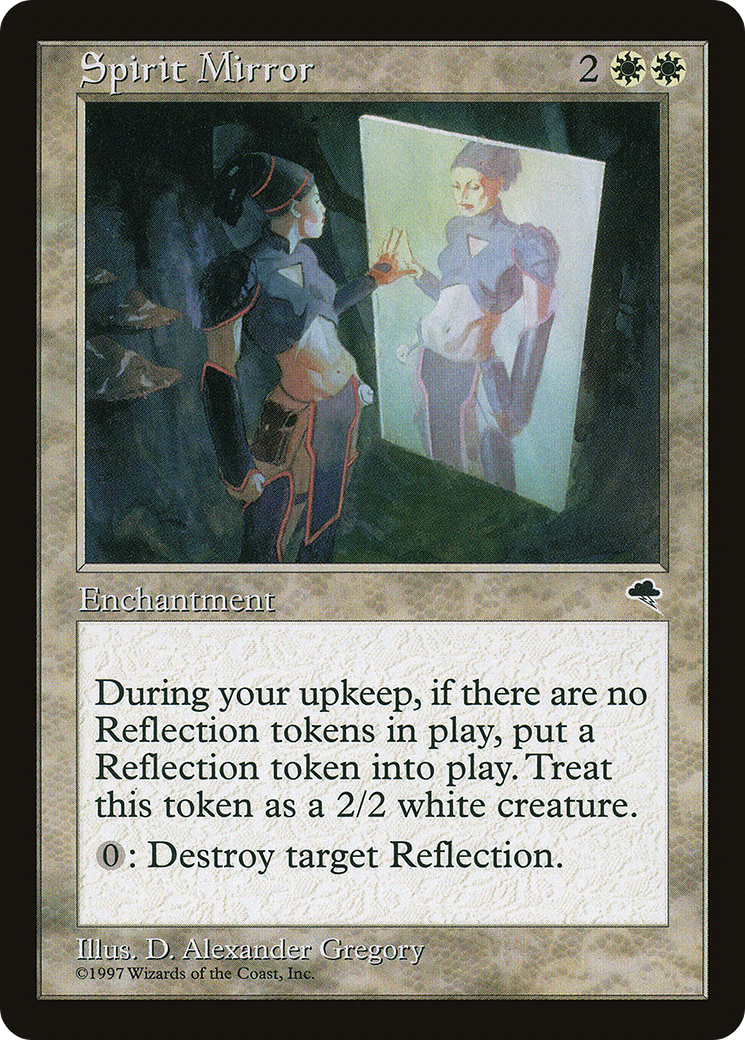 Spirit Mirror 2
Enchantment
During your upkeep, if there are no
Reflection tokens in play, put a
Reflection token into play. Treat
this token as a 2/2 white creature.
0: Destroy target Reflection.
Illus. D. Alexander Gregory
©1997 Wizards of the Coast, Inc.